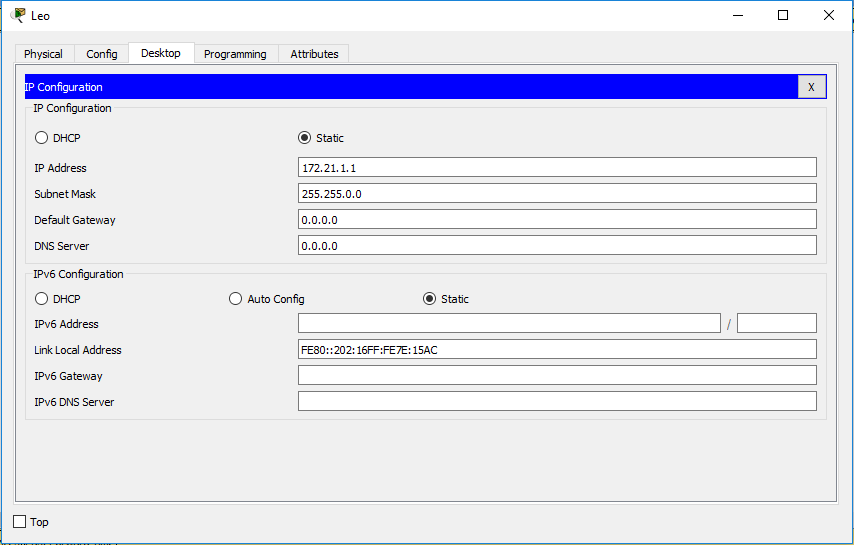 Leo
Physical Config Desktop Programming Attributes
IP Configuration X
IP Configuration
DHCP Static
IP Address 172.21.1.1
Subnet Mask 255.255.0.0
Default Gateway 0.0.0.0
DNS Server 0.0.0.0
IPv6 Configuration
DHCP Auto Config Static
IPv6 Address /
Link Local Address FE80::202:16FF:FE7E:15AC
IPv6 Gateway
IPv6 DNS Server
Top